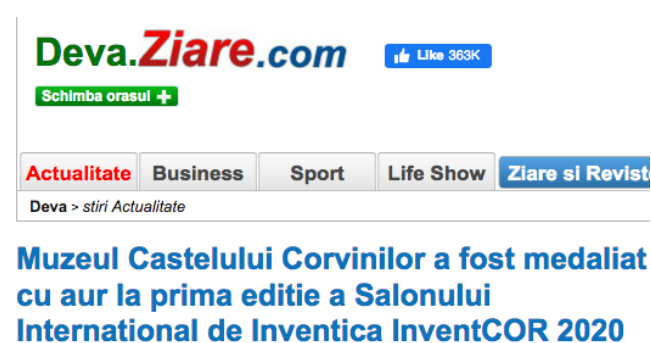 Deva.Ziare.com
Like 363K
Schimba orasul
Actualitate Business Sport Life Show Ziare si Reviste
Deva > stiri Actualitate
Muzeul Castelului Corvinilor a fost medaliat
cu aur la prima editie a Salonului
International de Inventica InventCOR 2020